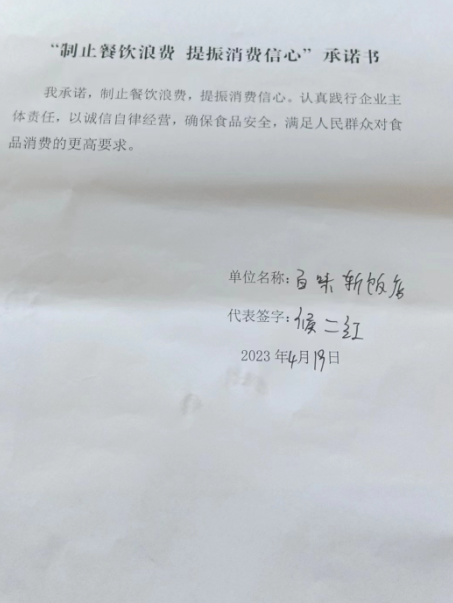 “制止餐饮浪费 提振消费信心”承诺书
我承诺，制止餐饮浪费，提振消费信心。认真践行企业主
体责任，以诚信自律经营，确保食品安全，满足人民群众对食
品消费的更高要求。
单位名称：百味新饭店
代表签字：候二红
2023年4月19日